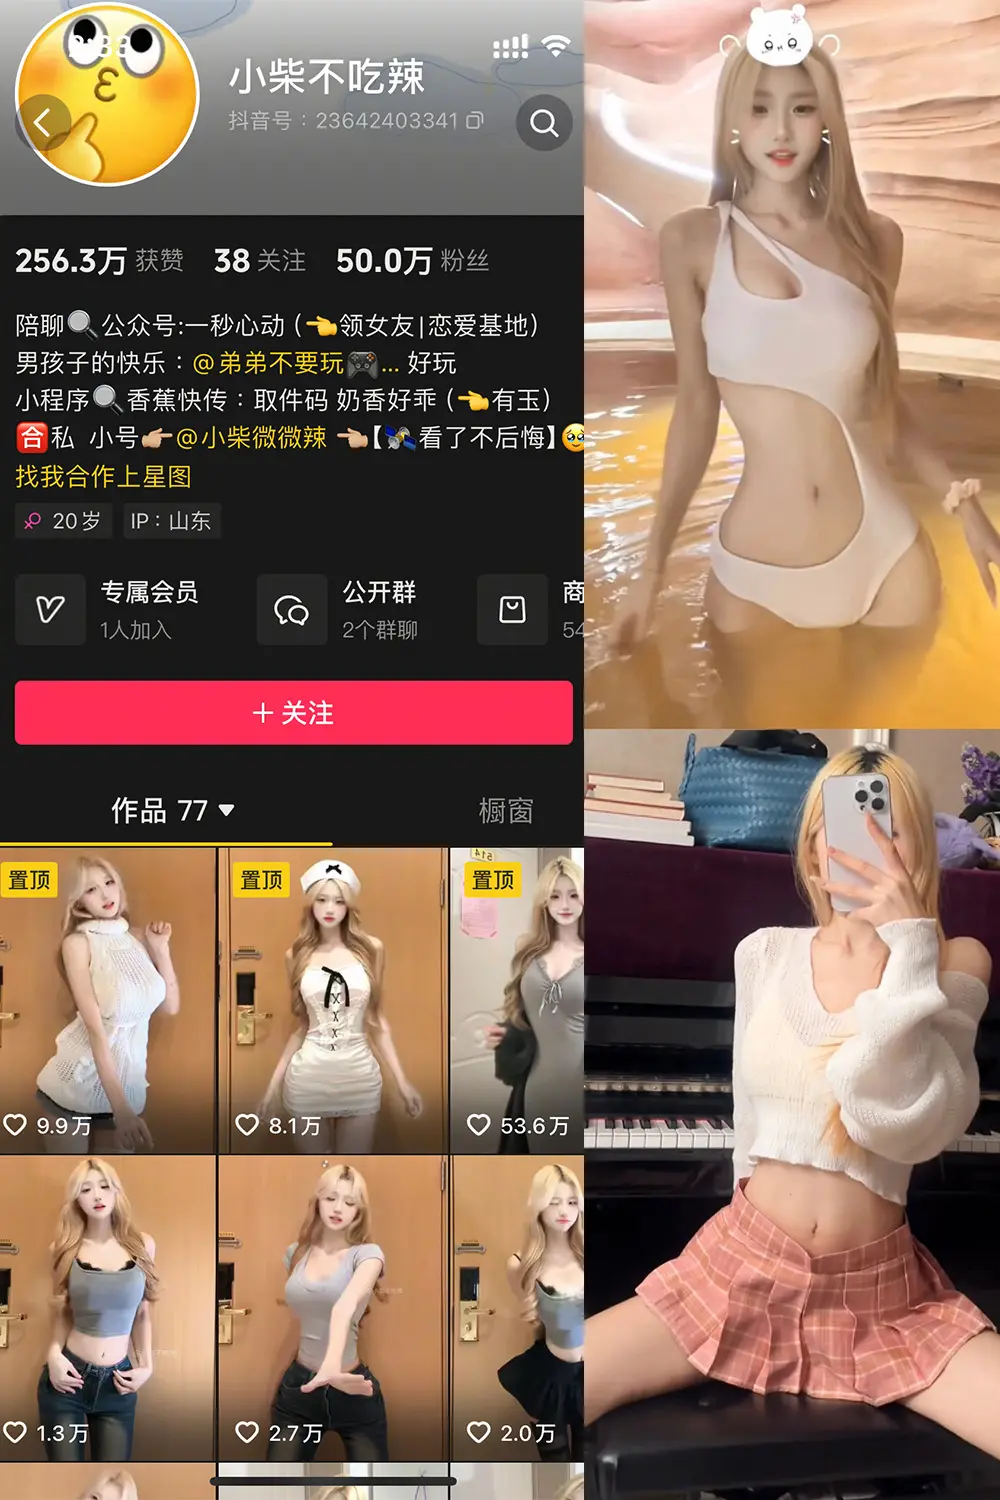 小柴不吃辣
抖音号：23642403341
256.3万 获赞 38 关注 50.0万 粉丝
陪聊🔍公众号:一秒心动（👈领女友|恋爱基地）
男孩子的快乐：@弟弟不要玩🎮... 好玩
小程序🔍香蕉快传：取件码 奶香好乖（👈有玉）
🈴私 小号👉@小柴微微辣 👈【🛰看了不后悔】🥹
找我合作上星图
20岁 IP：山东
专属会员 公开群 商
1人加入 2个群聊 54
＋关注
作品 77 橱窗
置顶 置顶 置顶
9.9万 8.1万 53.6万
1.3万 2.7万 2.0万